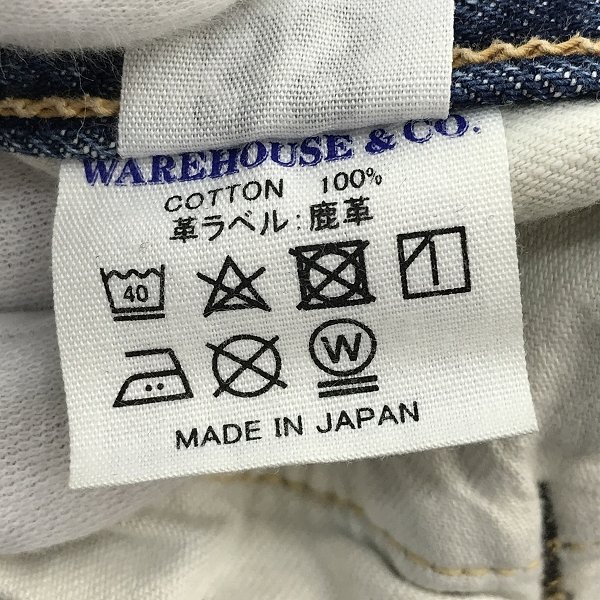 WAREHOUSE & CO.
COTTON 100%
革ラベル:鹿革
40
W
MADE IN JAPAN